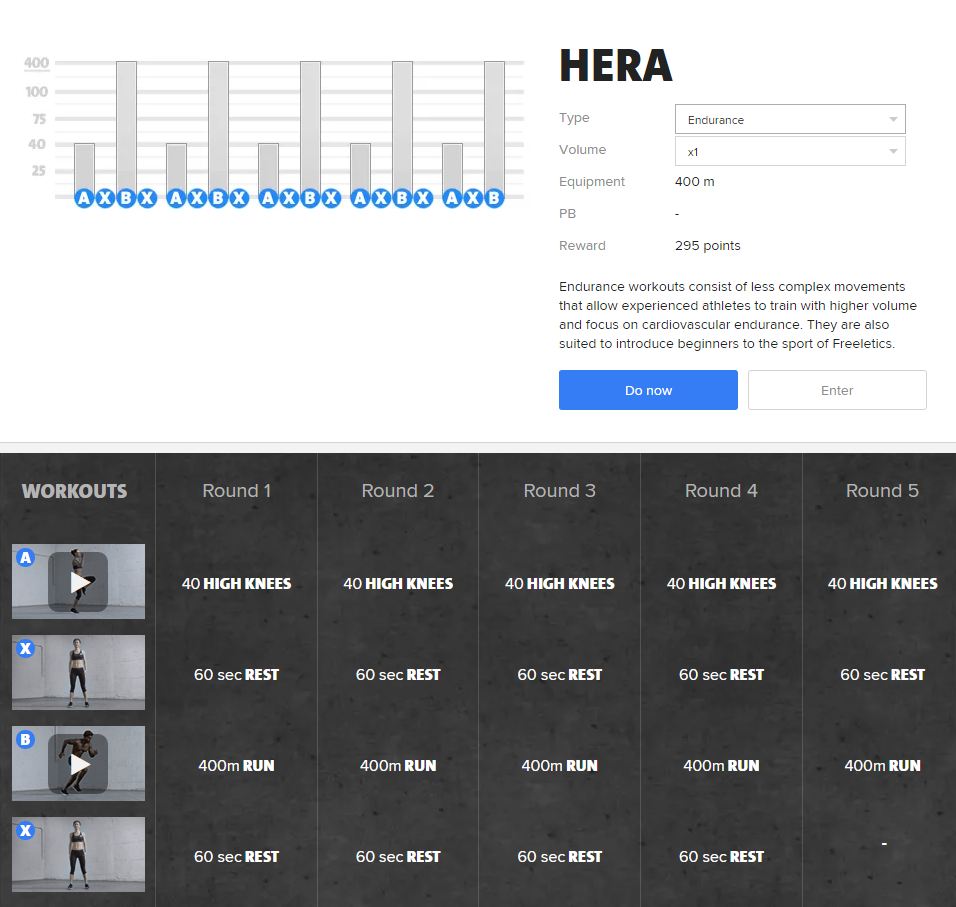 HERA
400
100
75
40
25
A X B X A X B X A X B X A X B X A X B
Type Endurance
Volume x1
Equipment 400 m
PB -
Reward 295 points
Endurance workouts consist of less complex movements
that allow experienced athletes to train with higher volume
and focus on cardiovascular endurance. They are also
suited to introduce beginners to the sport of Freeletics.
Do now Enter
WORKOUTS Round 1 Round 2 Round 3 Round 4 Round 5
A 40 HIGH KNEES 40 HIGH KNEES 40 HIGH KNEES 40 HIGH KNEES 40 HIGH KNEES
X 60 sec REST 60 sec REST 60 sec REST 60 sec REST 60 sec REST
B 400m RUN 400m RUN 400m RUN 400m RUN 400m RUN
X 60 sec REST 60 sec REST 60 sec REST 60 sec REST -